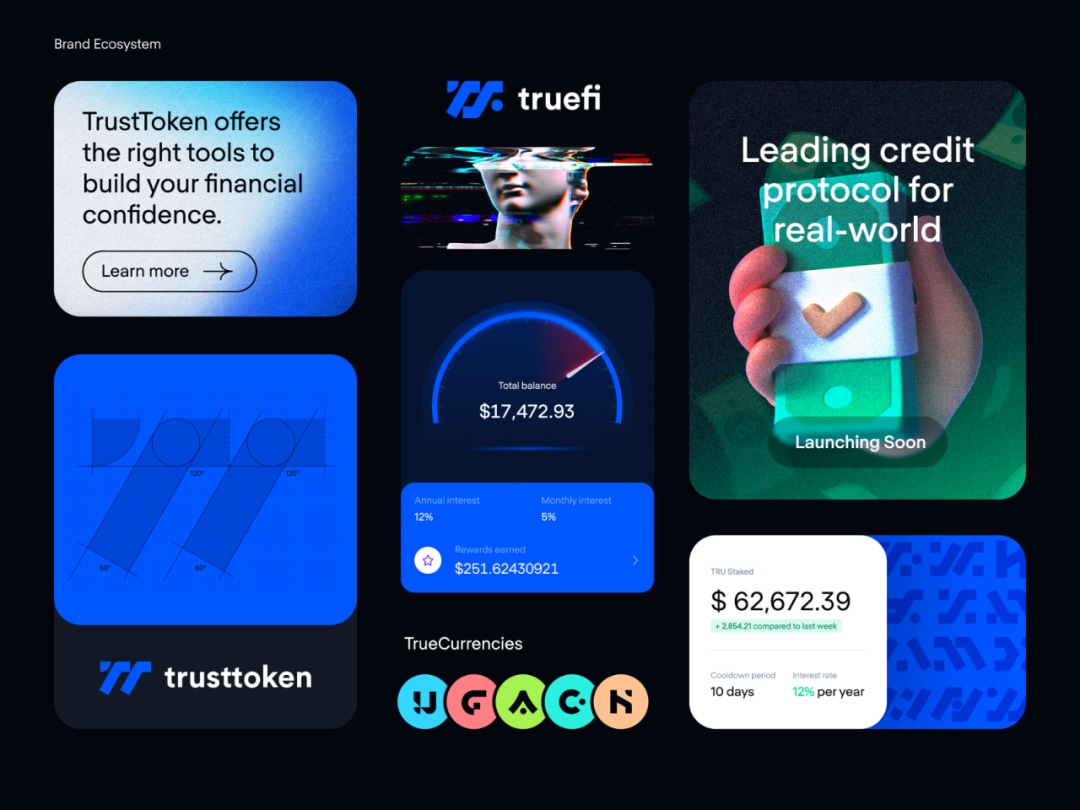 Brand Ecosystem
TrustToken offers
the right tools to
build your financial
confidence.
Learn more
120°
120°
60°
60°
trusttoken
truefi
Total balance
$17,472.93
Annual interest
Monthly interest
12%
5%
Rewards earned
$251.62430921
TrueCurrencies
U G A C N
Leading credit
protocol for
real-world
Launching Soon
TRU Staked
$ 62,672.39
+ 2,854.21 compared to last week
Cooldown period
Interest rate
10 days
12% per year